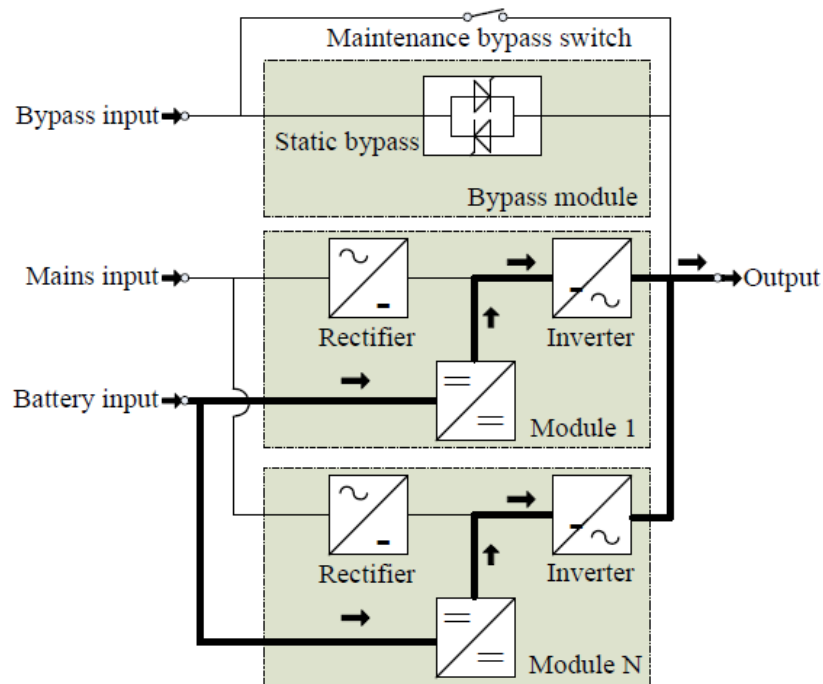 Maintenance bypass switch
Bypass input
Static bypass
Bypass module
Mains input
Output
Rectifier
Inverter
Battery input
Module 1
Rectifier
Inverter
Module N